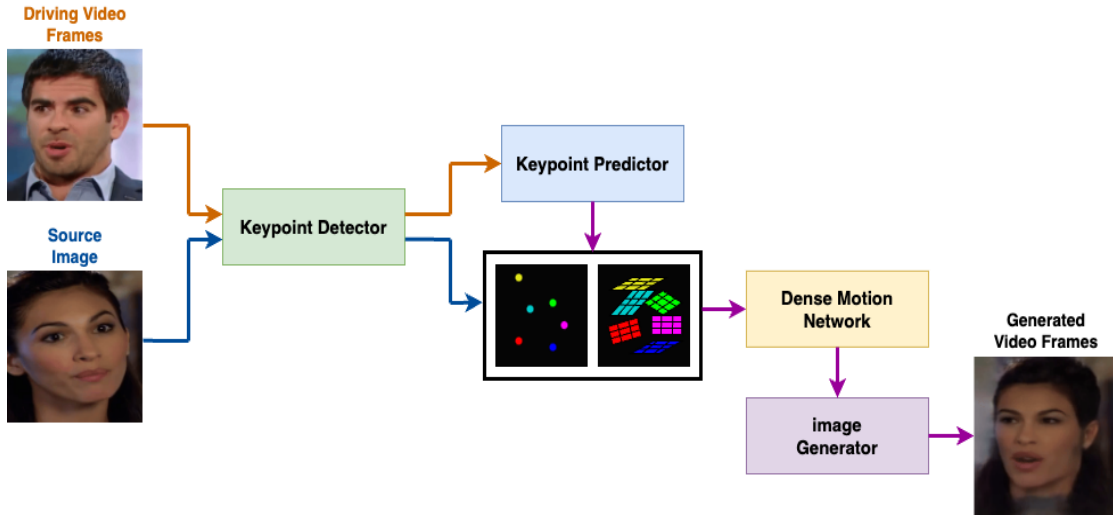 Driving Video
Frames
Keypoint Predictor
Keypoint Detector
Source
Image
Dense Motion
Network
Generated
Video Frames
image
Generator